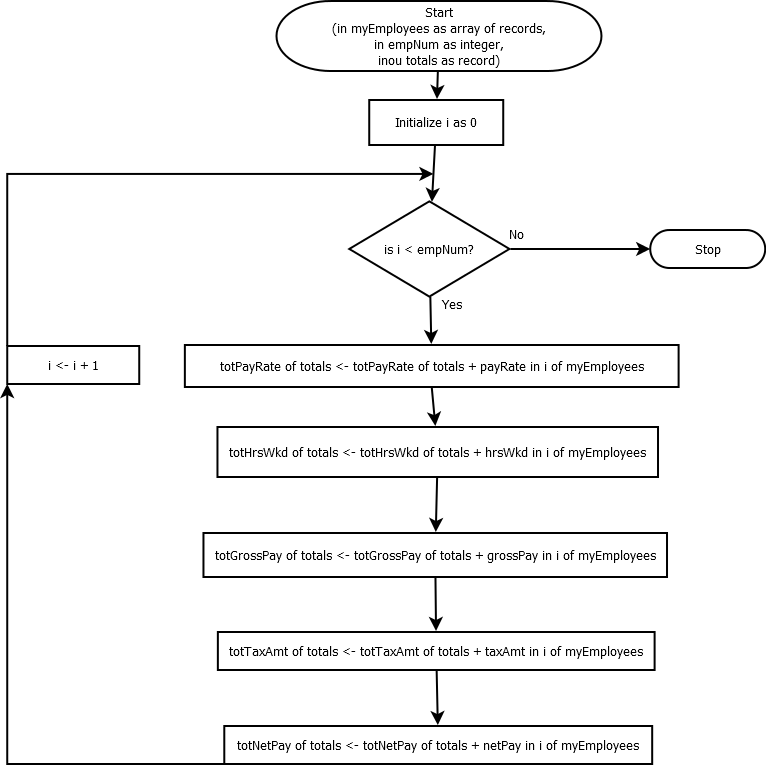 Start
(in myEmployees as array of records,
in empNum as integer,
inou totals as record)
Initialize i as 0
is i < empNum?
No
Stop
Yes
i <- i + 1
totPayRate of totals <- totPayRate of totals + payRate in i of myEmployees
totHrsWkd of totals <- totHrsWkd of totals + hrsWkd in i of myEmployees
totGrossPay of totals <- totGrossPay of totals + grossPay in i of myEmployees
totTaxAmt of totals <- totTaxAmt of totals + taxAmt in i of myEmployees
totNetPay of totals <- totNetPay of totals + netPay in i of myEmployees